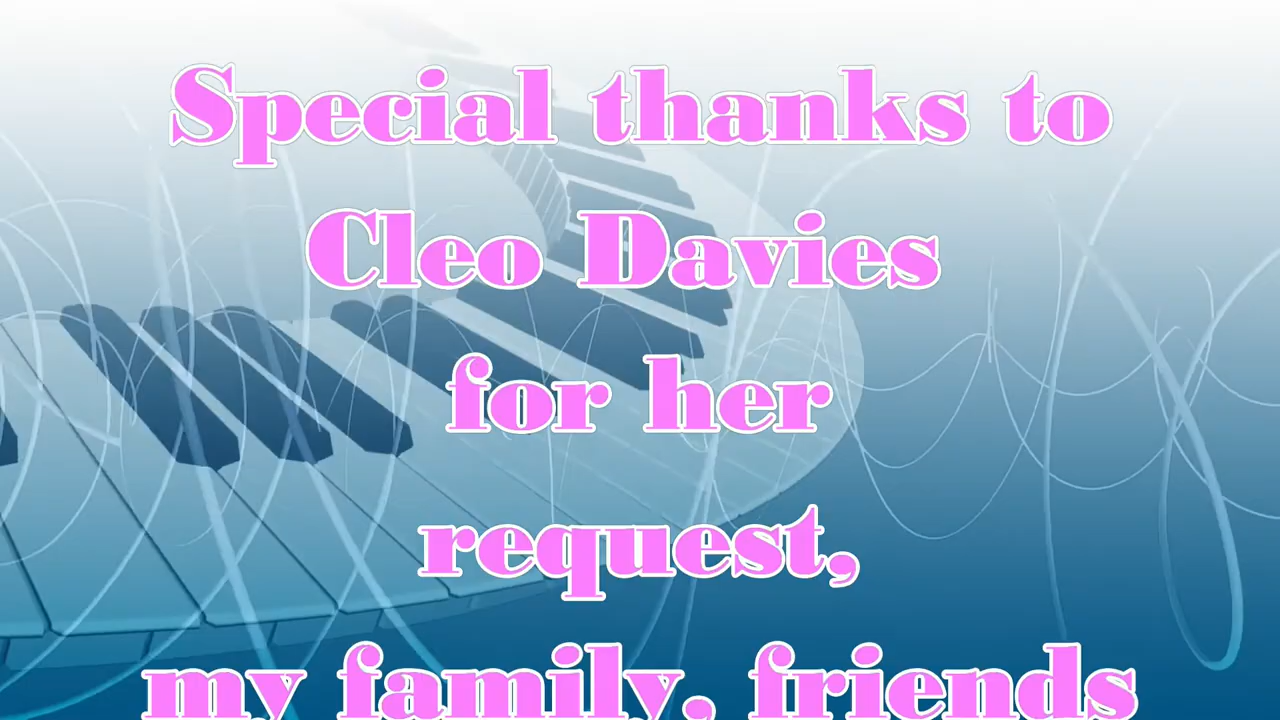 Special thanks to
Cleo Davies
for her
request,
my family, friends